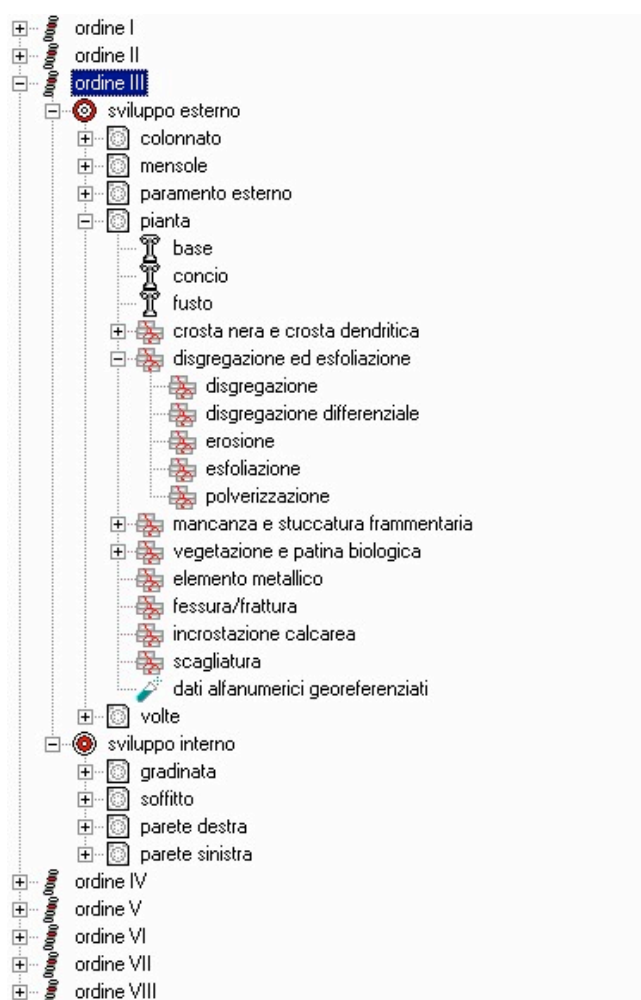 ordine I
ordine II
ordine III
sviluppo esterno
colonnato
mensole
paramento esterno
pianta
base
concio
fusto
crosta nera e crosta dendritica
disgregazione ed esfoliazione
disgregazione
disgregazione differenziale
erosione
esfoliazione
polverizzazione
mancanza e stuccatura frammentaria
vegetazione e patina biologica
elemento metallico
fessura/frattura
incrostazione calcarea
scagliatura
dati alfanumerici georeferenziati
volte
sviluppo interno
gradinata
soffitto
parete destra
parete sinistra
ordine IV
ordine V
ordine VI
ordine VII
ordine VIII